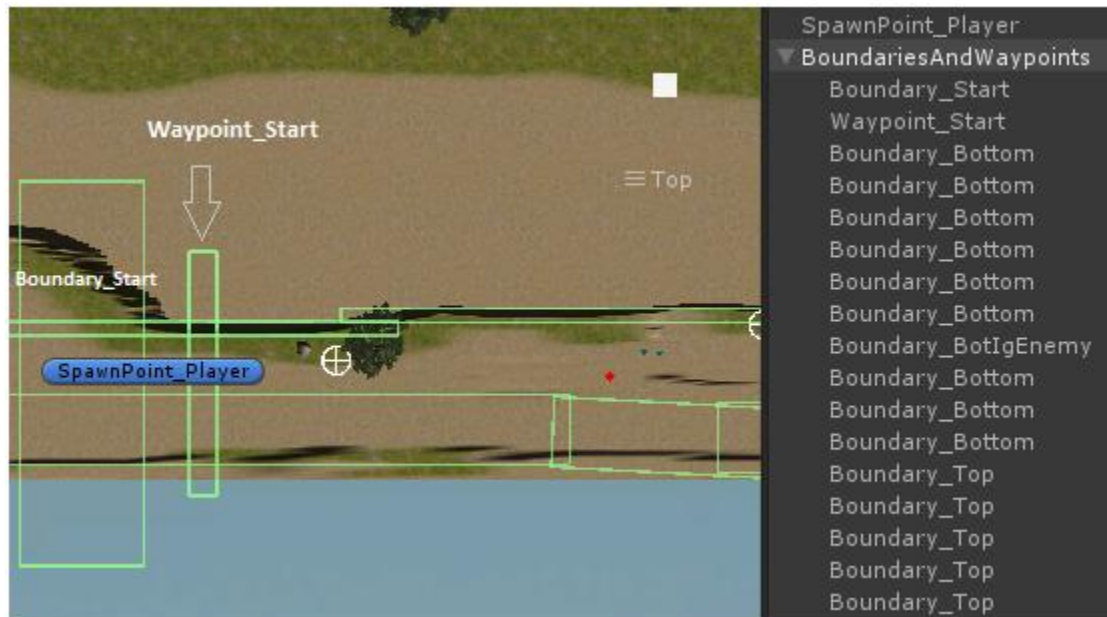 Waypoint_Start
Top
Boundary_Start
SpawnPoint_Player
SpawnPoint_Player
BoundariesAndWaypoints
Boundary_Start
Waypoint_Start
Boundary_Bottom
Boundary_Bottom
Boundary_Bottom
Boundary_Bottom
Boundary_Bottom
Boundary_Bottom
Boundary_BotIgEnemy
Boundary_Bottom
Boundary_Bottom
Boundary_Bottom
Boundary_Top
Boundary_Top
Boundary_Top
Boundary_Top
Boundary_Top